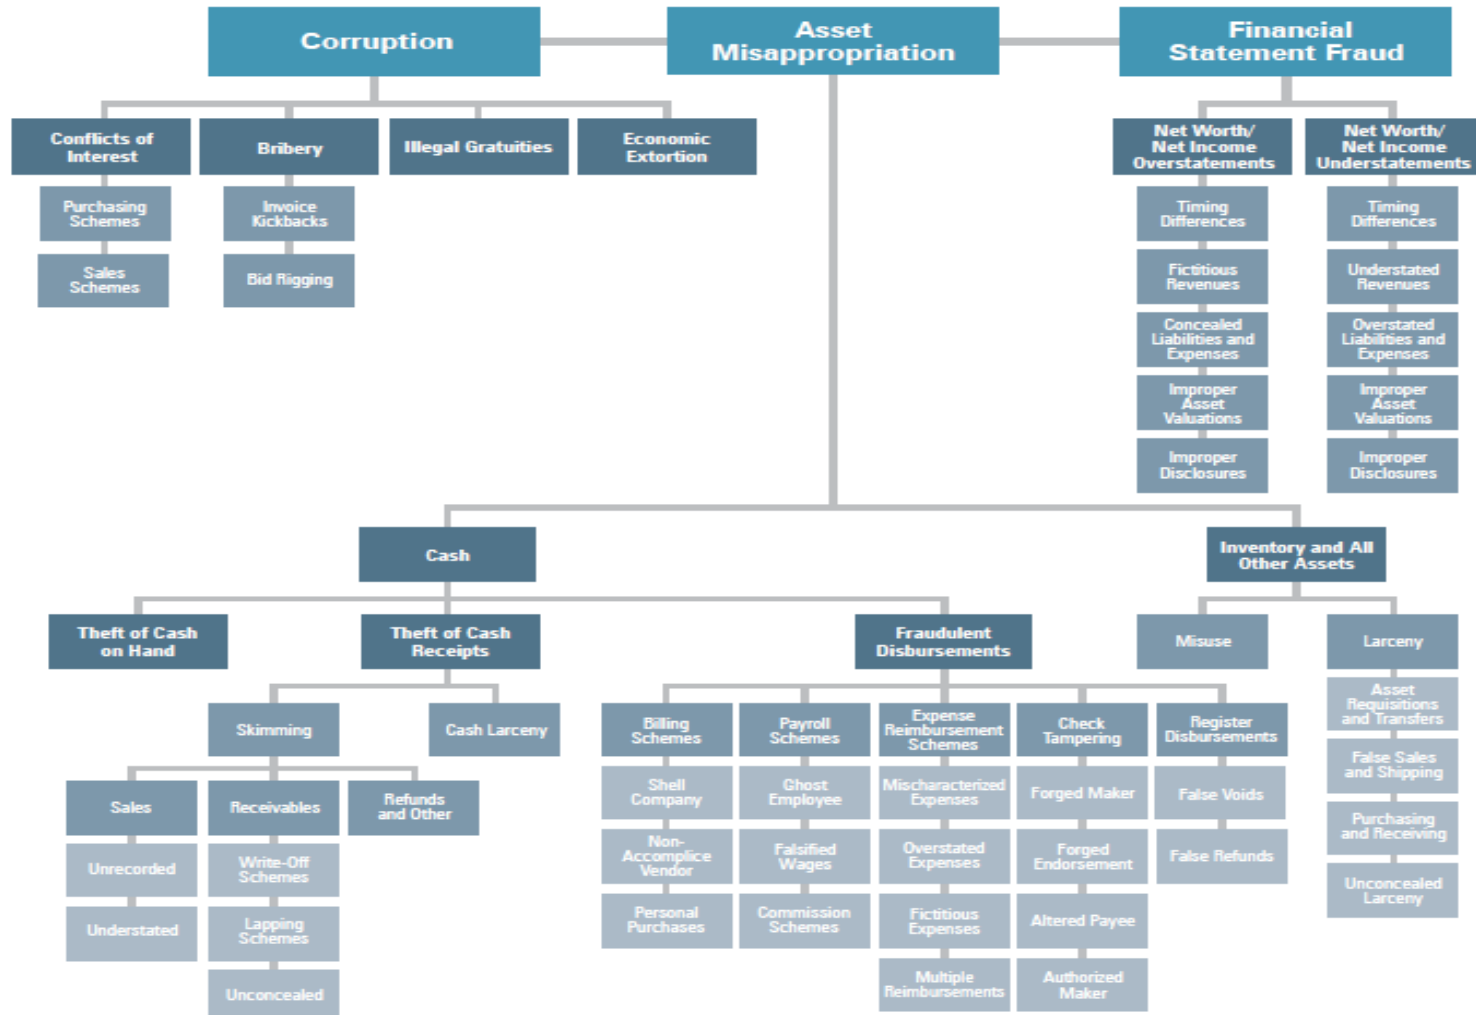 Corruption
Asset
Misappropriation
Financial
Statement Fraud
Conflicts of
Interest
Bribery
Illegal Gratuities
Economic
Extortion
Net Worth/
Net Income
Overstatements
Net Worth/
Net Income
Understatements
Purchasing
Schemes
Invoice
Kickbacks
Timing
Differences
Timing
Differences
Sales
Schemes
Bid Rigging
Fictitious
Revenues
Understated
Revenues
Concealed
Liabilities and
Expenses
Overstated
Liabilities and
Expenses
Improper
Asset
Valuations
Improper
Asset
Valuations
Improper
Disclosures
Improper
Disclosures
Cash
Inventory and All
Other Assets
Theft of Cash
on Hand
Theft of Cash
Receipts
Fraudulent
Disbursements
Misuse
Larceny
Skimming
Cash Larceny
Billing
Schemes
Payroll
Schemes
Expense
Reimbursement
Schemes
Check
Tampering
Register
Disbursements
Asset
Requisitions
and Transfers
Sales
Receivables
Refunds
and Other
Shell
Company
Ghost
Employee
Mischaracterized
Expenses
Forged Maker
False Voids
False Sales
and Shipping
Unrecorded
Write-Off
Schemes
Non-
Accomplice
Vendor
Falsified
Wages
Overstated
Expenses
Forged
Endorsement
False Refunds
Purchasing
and Receiving
Understated
Lapping
Schemes
Personal
Purchases
Commission
Schemes
Fictitious
Expenses
Altered Payee
Unconcealed
Larceny
Unconcealed
Multiple
Reimbursements
Authorized
Maker